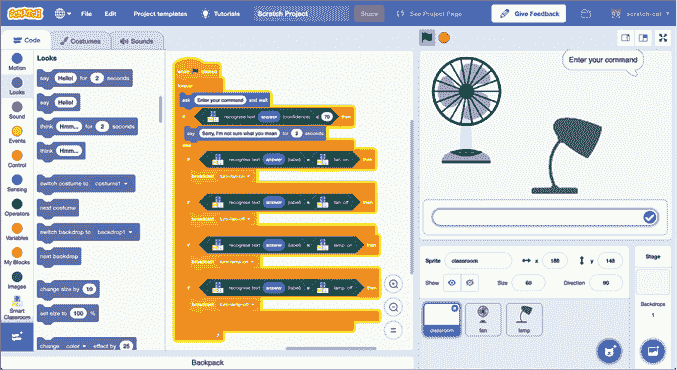 SCRATCH
File
Edit
Project templates
Tutorials
Scratch Project
Share
See Project Page
Give Feedback
scratch-cat
Code
Costumes
Sounds
Motion
Looks
Sound
Events
Control
Sensing
Operators
Variables
My Blocks
Images
Smart Classroom
Looks
say Hello! for 2 seconds
say Hello!
think Hmm... for 2 seconds
think Hmm...
switch costume to costume1
next costume
switch backdrop to backdrop1
next backdrop
change size by 10
set size to 100 %
change color effect by 25
when clicked
forever
ask Enter your command and wait
if recognise text answer (confidence) < 70 then
say Sorry, I'm not sure what you mean for 2 seconds
else
if recognise text answer (label) = fan on then
broadcast turn-fan-on
if recognise text answer (label) = fan off then
broadcast turn-fan-off
if recognise text answer (label) = lamp on then
broadcast turn-lamp-on
if recognise text answer (label) = lamp off then
broadcast turn-lamp-off
Backpack
Enter your command
Sprite classroom x 188 y 148
Show Size 60 Direction 90
classroom
fan
lamp
Stage
Backdrops
1